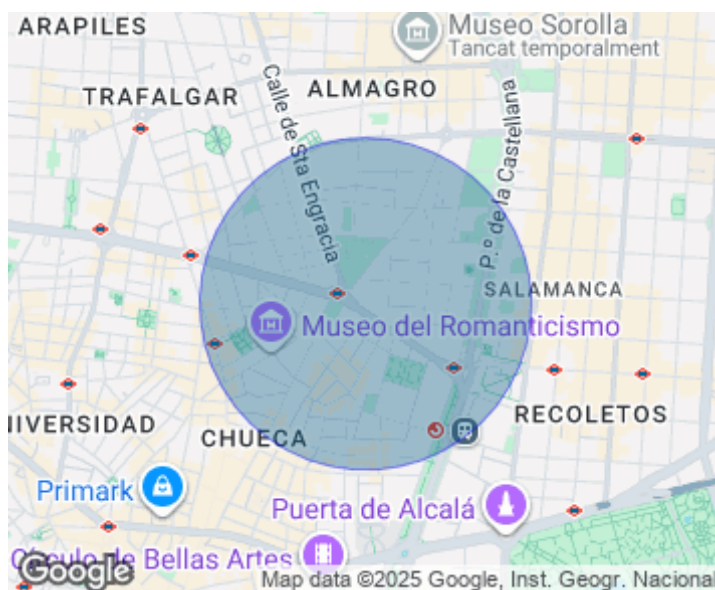 ARAPILES
Museo Sorolla
Tancat temporalment
TRAFALGAR
ALMAGRO
Calle de Sta Engracia
P.º de la Castellana
SALAMANCA
Museo del Romanticismo
NIVERSIDAD
CHUECA
RECOLETOS
Primark
Puerta de Alcalá
Círculo de Bellas Artes
Google
Map data ©2025 Google, Inst. Geogr. Nacional